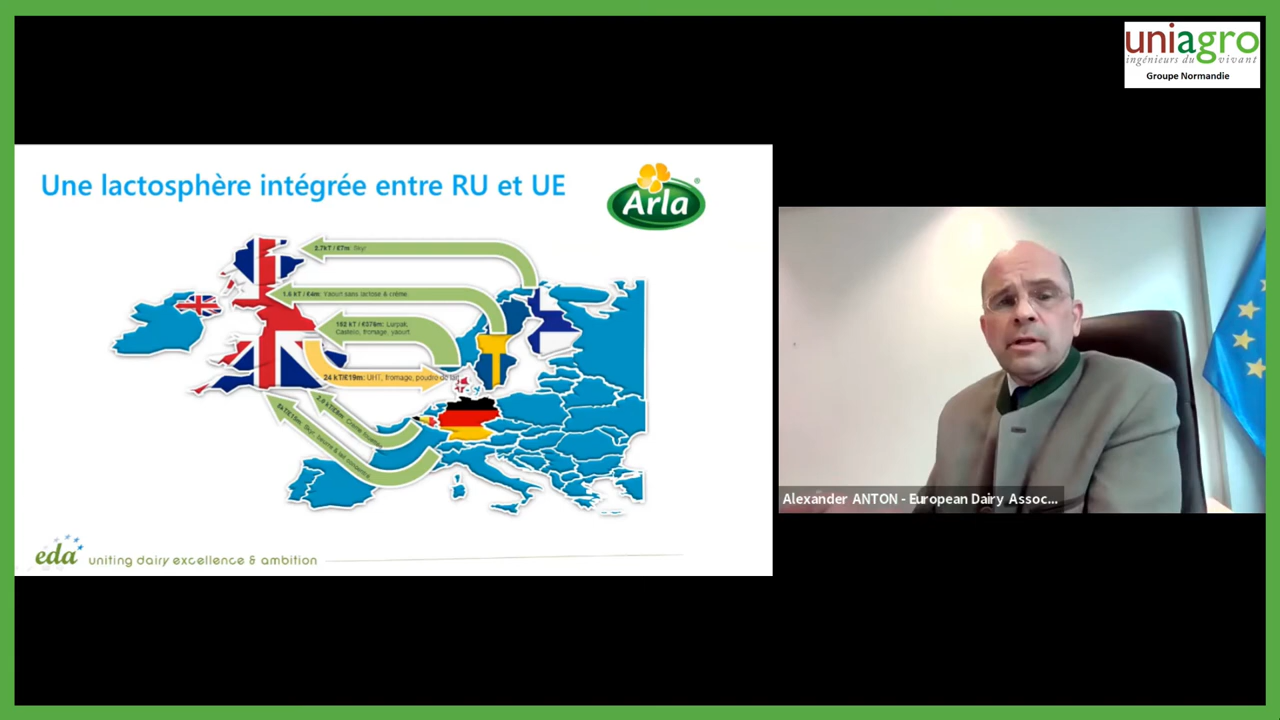 uniagro
ingénieurs du vivant
Groupe Normandie
Une lactosphère intégrée entre RU et UE
Arla
®
2.7kT / €7m: Skyr
1.6 kT / €4m: Yaourt sans lactose & crème
182 kT / €376m: Lurpak,
Castello, fromage, yaourt
24 kT/€19m: UHT, fromage, poudre de lait
Alexander ANTON - European Dairy Assoc...
eda
uniting dairy excellence & ambition